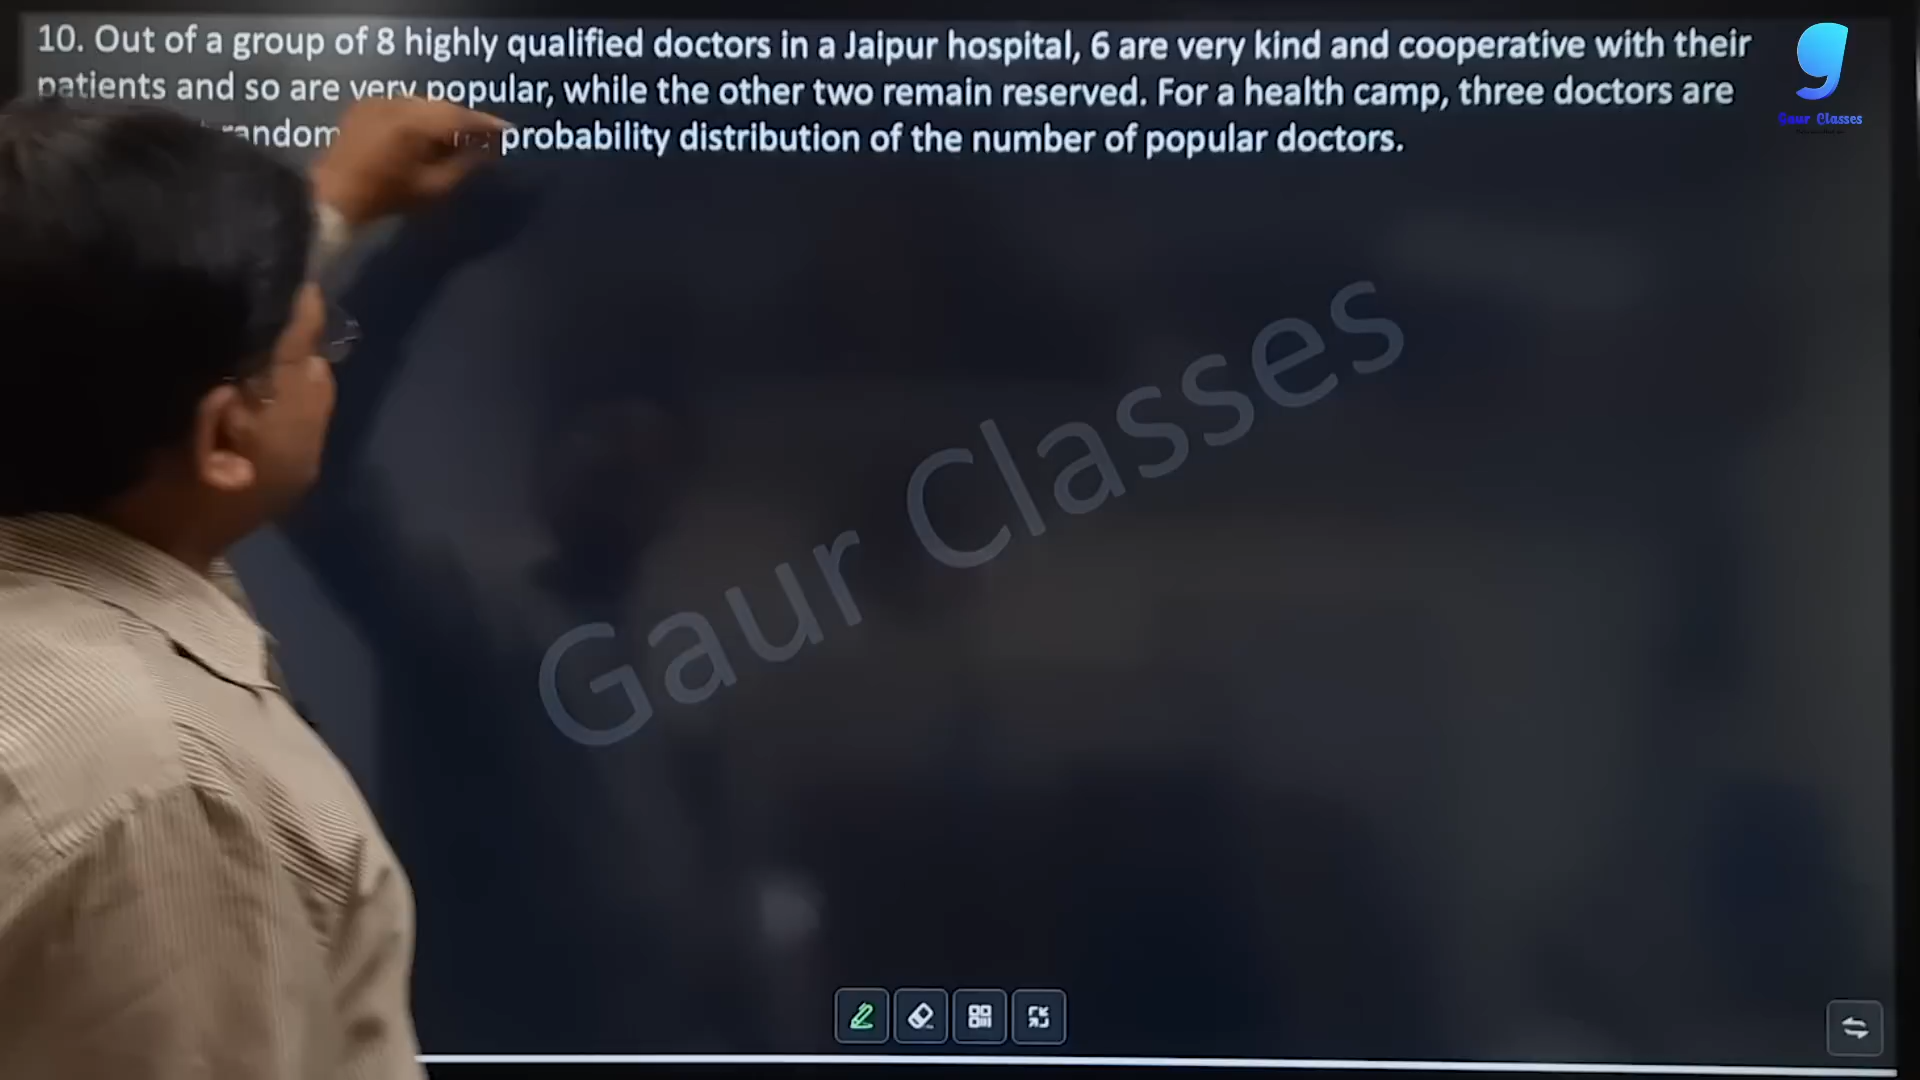 10. Out of a group of 8 highly qualified doctors in a Jaipur hospital, 6 are very kind and cooperative with their
patients and so are very popular, while the other two remain reserved. For a health camp, three doctors are
random probability distribution of the number of popular doctors.
g
Gaur Classes
Gaur Classes